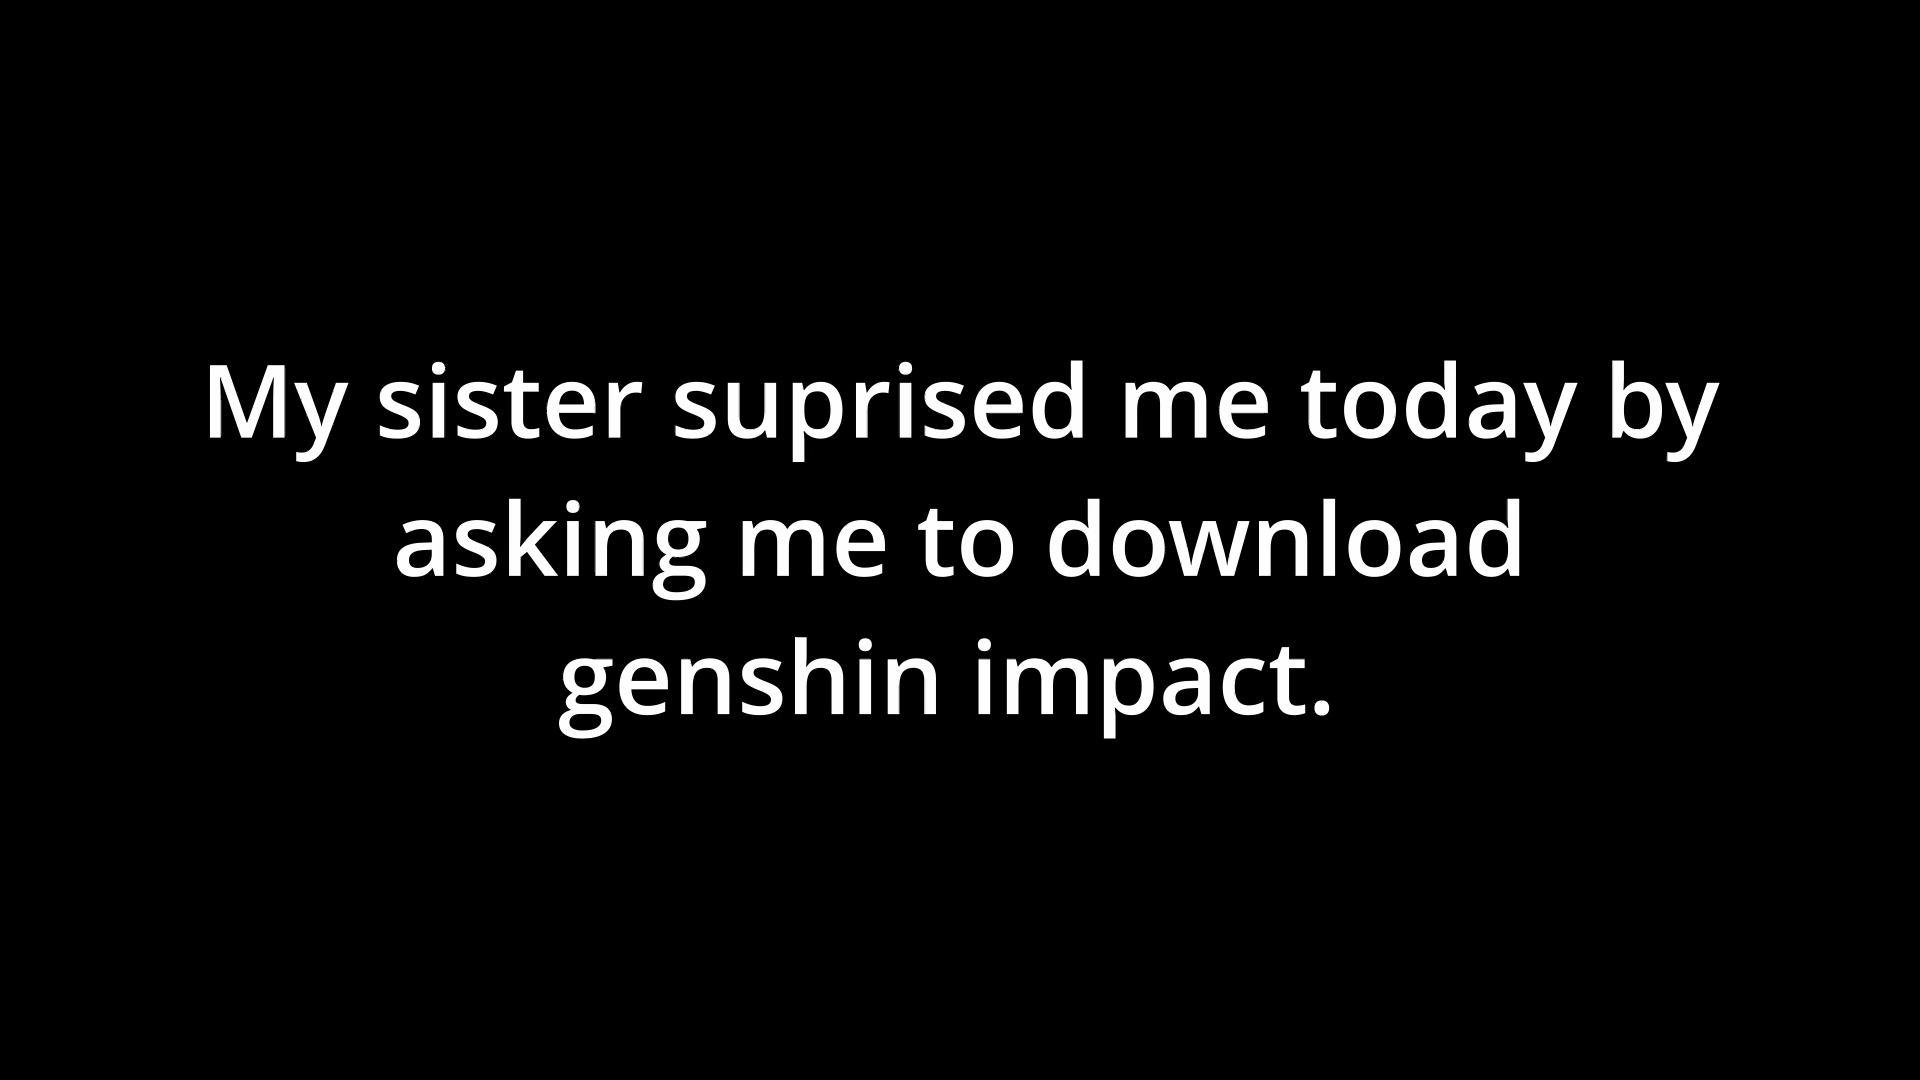 My sister suprised me today by
asking me to download
genshin impact.